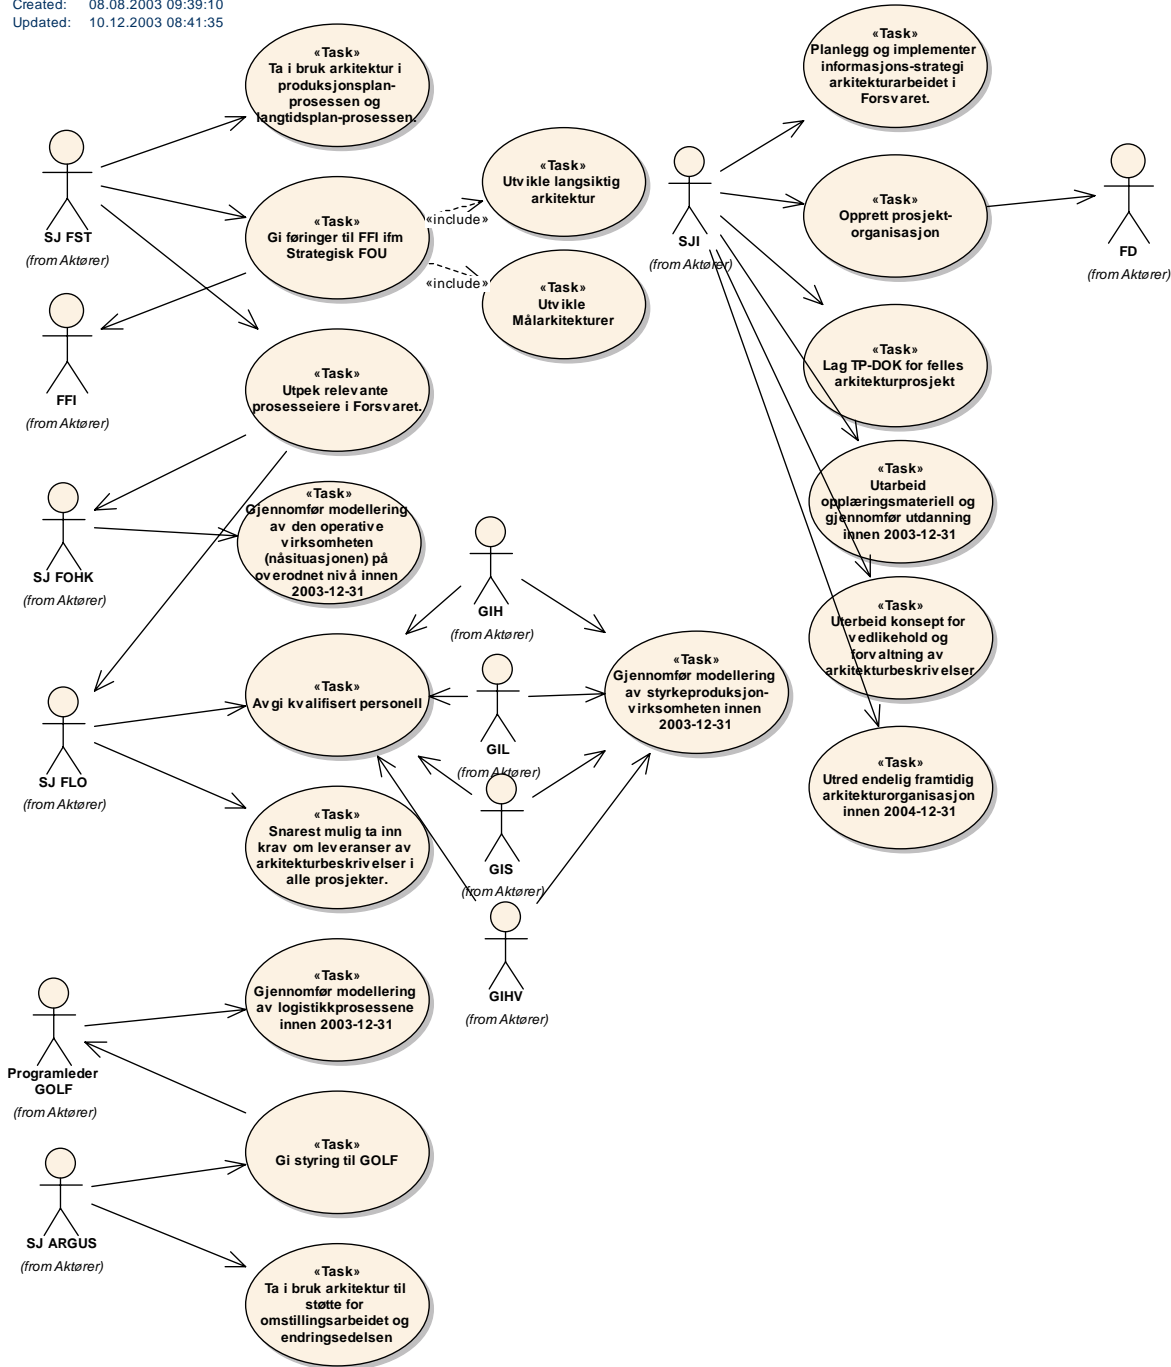 Created: 08.08.2003 09:39:10
Updated: 10.12.2003 08:41:35
«Task»
Ta i bruk arkitektur i
produksjonsplan-
prosessen og
langtidsplan-prosessen.
SJ FST
(from Aktører)
«Task»
Gi føringer til FFI ifm
Strategisk FOU
«include»
«include»
«Task»
Utvikle langsiktig
arkitektur
«Task»
Utvikle
Målarkitekturer
FFI
(from Aktører)
«Task»
Utpek relevante
prosesseiere i Forsvaret.
SJ FOHK
(from Aktører)
«Task»
Gjennomfør modellering
av den operative
virksomheten
(nåsituasjonen) på
overodnet nivå innen
2003-12-31
SJ FLO
(from Aktører)
«Task»
Avgi kvalifisert personell
«Task»
Snarest mulig ta inn
krav om leveranser av
arkitekturbeskrivelser i
alle prosjekter.
GIH
(from Aktører)
GIL
(from Aktører)
GIS
(from Aktører)
GIHV
(from Aktører)
«Task»
Gjennomfør modellering
av styrkeproduksjon-
virksomheten innen
2003-12-31
Programleder
GOLF
(from Aktører)
«Task»
Gjennomfør modellering
av logistikkprosessene
innen 2003-12-31
«Task»
Gi styring til GOLF
SJ ARGUS
(from Aktører)
«Task»
Ta i bruk arkitektur til
støtte for
omstillingsarbeidet og
endringsedelsen
SJI
(from Aktører)
«Task»
Planlegg og implementer
informasjons-strategi
arkitekturarbeidet i
Forsvaret.
«Task»
Opprett prosjekt-
organisasjon
FD
(from Aktører)
«Task»
Lag TP-DOK for felles
arkitekturprosjekt
«Task»
Utarbeid
opplæringsmateriell og
gjennomfør utdanning
innen 2003-12-31
«Task»
Uterbeid konsept for
vedlikehold og
forvaltning av
arkitekturbeskrivelser
«Task»
Utred endelig framtidig
arkitekturorganisasjon
innen 2004-12-31